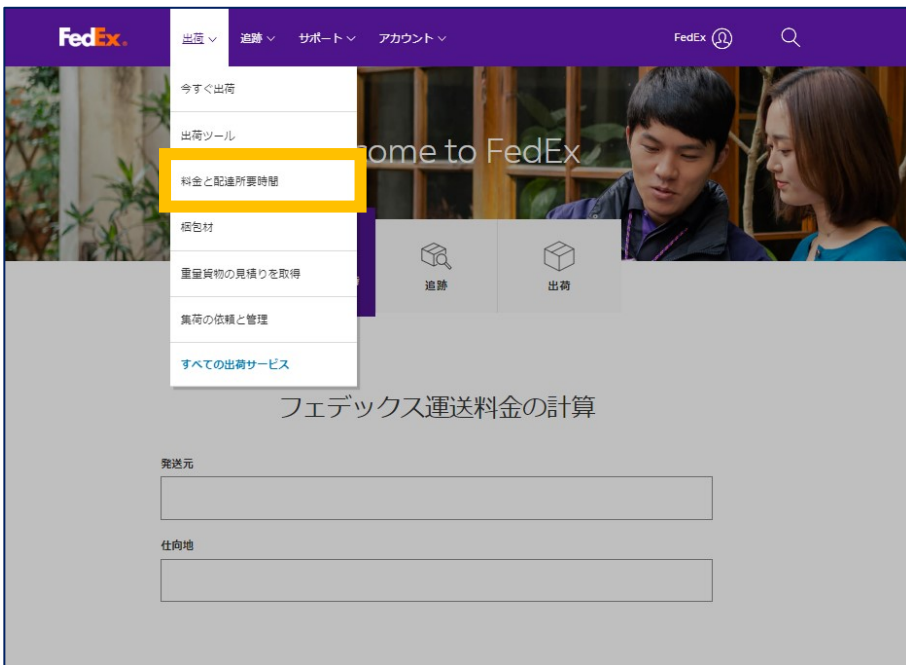 FedEx®
出荷
追跡
サポート
アカウント
FedEx
今すぐ出荷
出荷ツール
料金と配達所要時間
梱包材
重量貨物の見積りを取得
集荷の依頼と管理
すべての出荷サービス
ome to FedEx
追跡
出荷
フェデックス運送料金の計算
発送元
仕向地